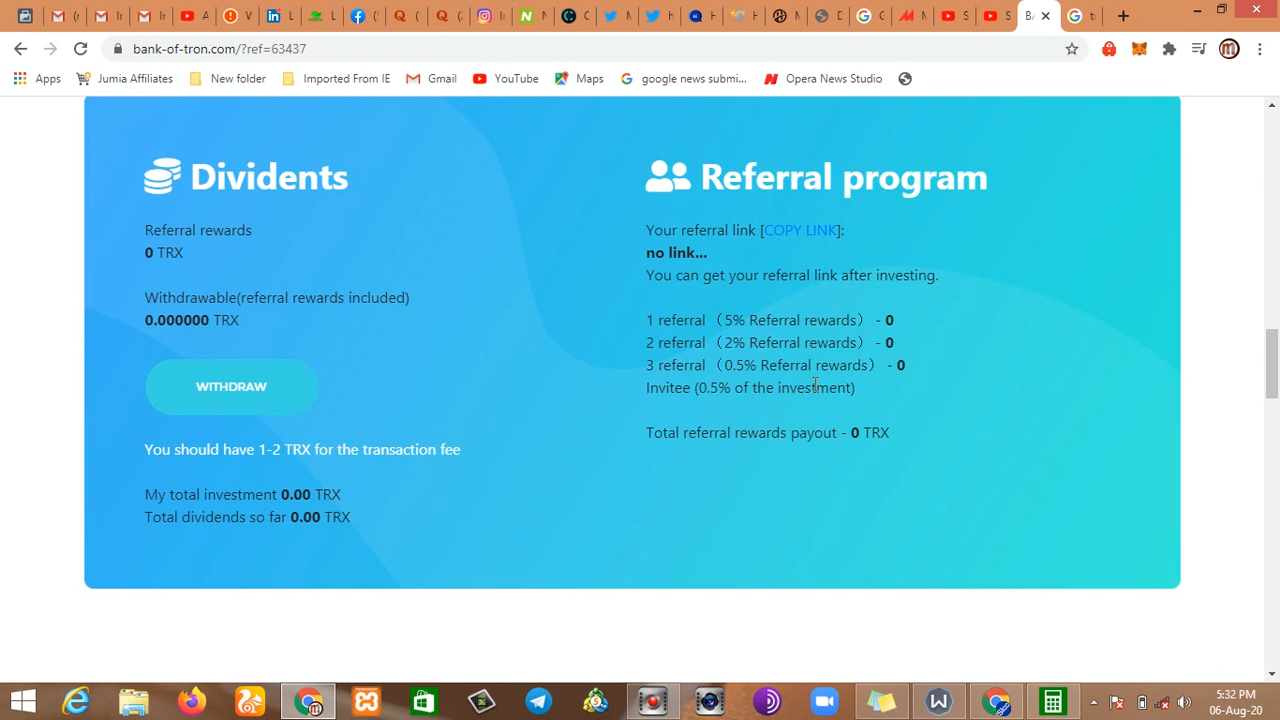 bank-of-tron.com/?ref=63437
Apps
Jumia Affiliates
New folder
Imported From IE
Gmail
YouTube
Maps
google news submi...
Opera News Studio
Dividents
Referral rewards
0 TRX
Withdrawable(referral rewards included)
0.000000 TRX
WITHDRAW
You should have 1-2 TRX for the transaction fee
My total investment 0.00 TRX
Total dividends so far 0.00 TRX
Referral program
Your referral link [COPY LINK]:
no link...
You can get your referral link after investing.
1 referral （5% Referral rewards） - 0
2 referral （2% Referral rewards） - 0
3 referral （0.5% Referral rewards） - 0
Invitee (0.5% of the investment)
Total referral rewards payout - 0 TRX
5:32 PM
06-Aug-20